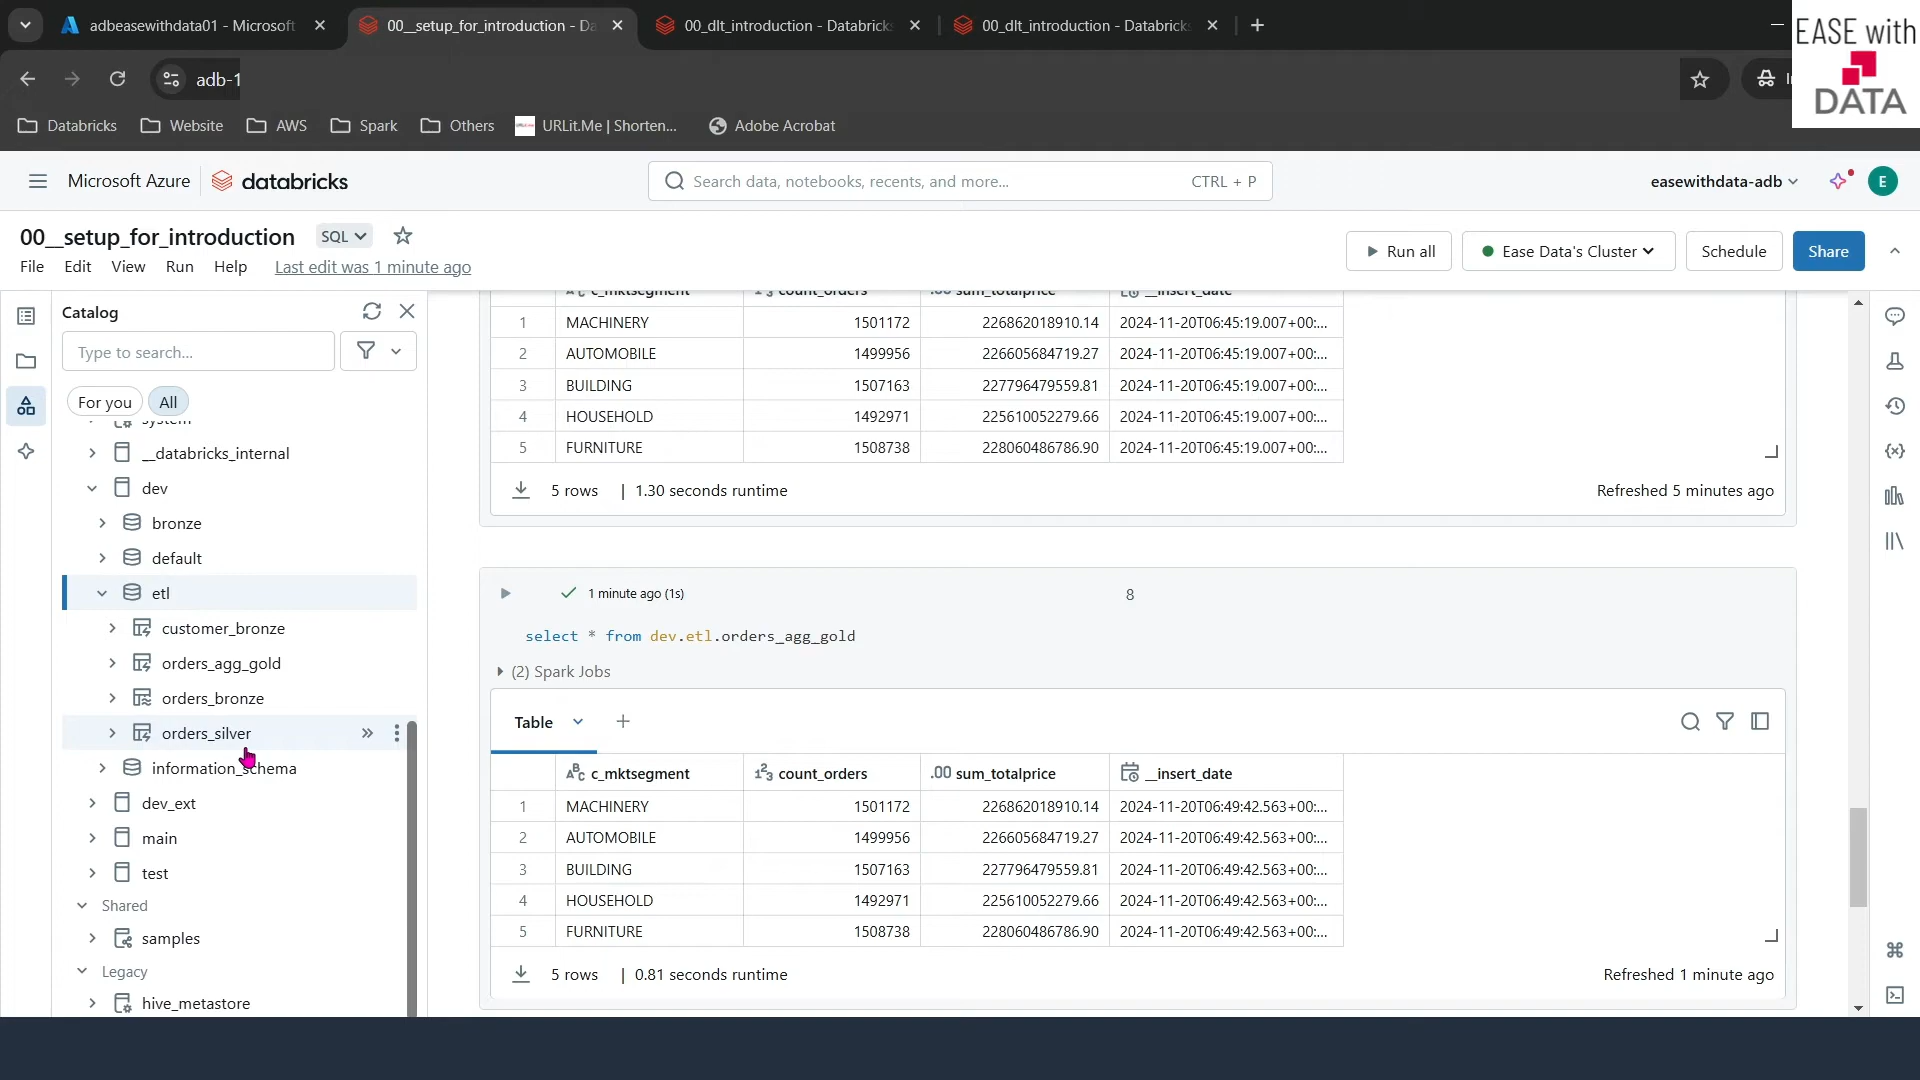 adbeasewithdata01 - Microsoft
00__setup_for_introduction - Da
00_dlt_introduction - Databricks
00_dlt_introduction - Databricks
EASE with
DATA
adb-1
Databricks
Website
AWS
Spark
Others
URLit.Me | Shorten...
Adobe Acrobat
Microsoft Azure
databricks
Search data, notebooks, recents, and more...
CTRL + P
easewithdata-adb
E
00__setup_for_introduction
SQL
File
Edit
View
Run
Help
Last edit was 1 minute ago
Run all
Ease Data's Cluster
Schedule
Share
Catalog
Type to search...
For you
All
system
__databricks_internal
dev
bronze
default
etl
customer_bronze
orders_agg_gold
orders_bronze
orders_silver
information_schema
dev_ext
main
test
Shared
samples
Legacy
hive_metastore
c_mktsegment count_orders sum_totalprice __insert_date
1 MACHINERY 1501172 226862018910.14 2024-11-20T06:45:19.007+00:...
2 AUTOMOBILE 1499956 226605684719.27 2024-11-20T06:45:19.007+00:...
3 BUILDING 1507163 227796479559.81 2024-11-20T06:45:19.007+00:...
4 HOUSEHOLD 1492971 225610052279.66 2024-11-20T06:45:19.007+00:...
5 FURNITURE 1508738 228060486786.90 2024-11-20T06:45:19.007+00:...
5 rows | 1.30 seconds runtime
Refreshed 5 minutes ago
1 minute ago (1s)
8
select * from dev.etl.orders_agg_gold
(2) Spark Jobs
Table
c_mktsegment count_orders .00 sum_totalprice __insert_date
1 MACHINERY 1501172 226862018910.14 2024-11-20T06:49:42.563+00:...
2 AUTOMOBILE 1499956 226605684719.27 2024-11-20T06:49:42.563+00:...
3 BUILDING 1507163 227796479559.81 2024-11-20T06:49:42.563+00:...
4 HOUSEHOLD 1492971 225610052279.66 2024-11-20T06:49:42.563+00:...
5 FURNITURE 1508738 228060486786.90 2024-11-20T06:49:42.563+00:...
5 rows | 0.81 seconds runtime
Refreshed 1 minute ago